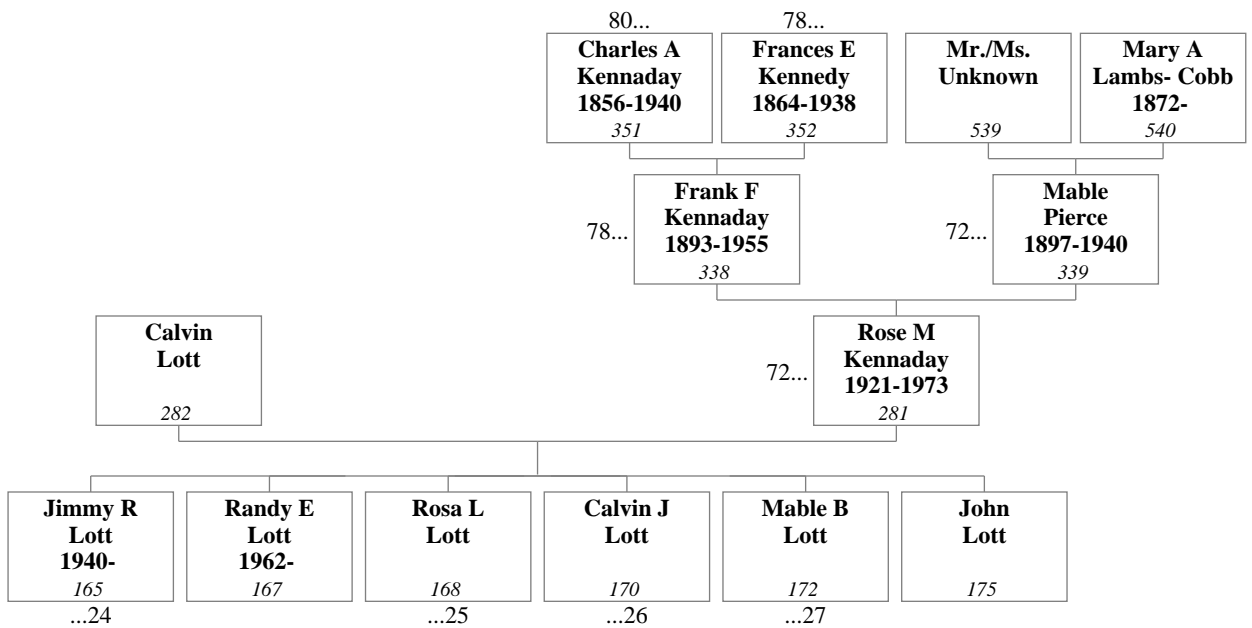 80...
78...
Charles A
Kennaday
1856-1940
351
Frances E
Kennedy
1864-1938
352
Mr./Ms.
Unknown
539
Mary A
Lambs- Cobb
1872-
540
78...
Frank F
Kennaday
1893-1955
338
72...
Mable
Pierce
1897-1940
339
Calvin
Lott
282
72...
Rose M
Kennaday
1921-1973
281
Jimmy R
Lott
1940-
165
...24
Randy E
Lott
1962-
167
Rosa L
Lott
168
...25
Calvin J
Lott
170
...26
Mable B
Lott
172
...27
John
Lott
175